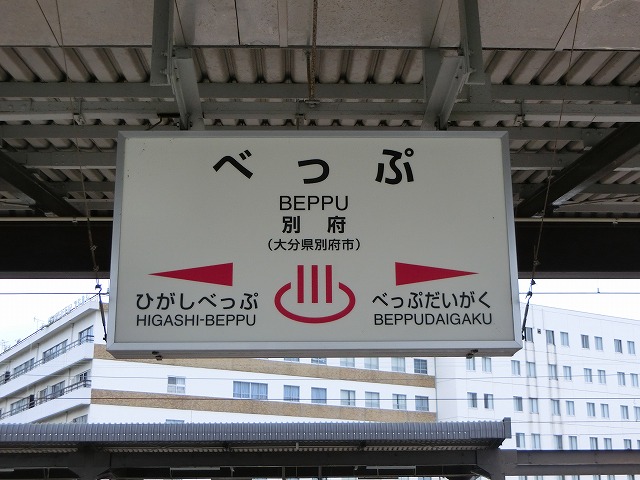 べっぷ
BEPPU
別府
(大分県別府市)
ひがしべっぷ べっぷだいがく
HIGASHI-BEPPU BEPPUDAIGAKU